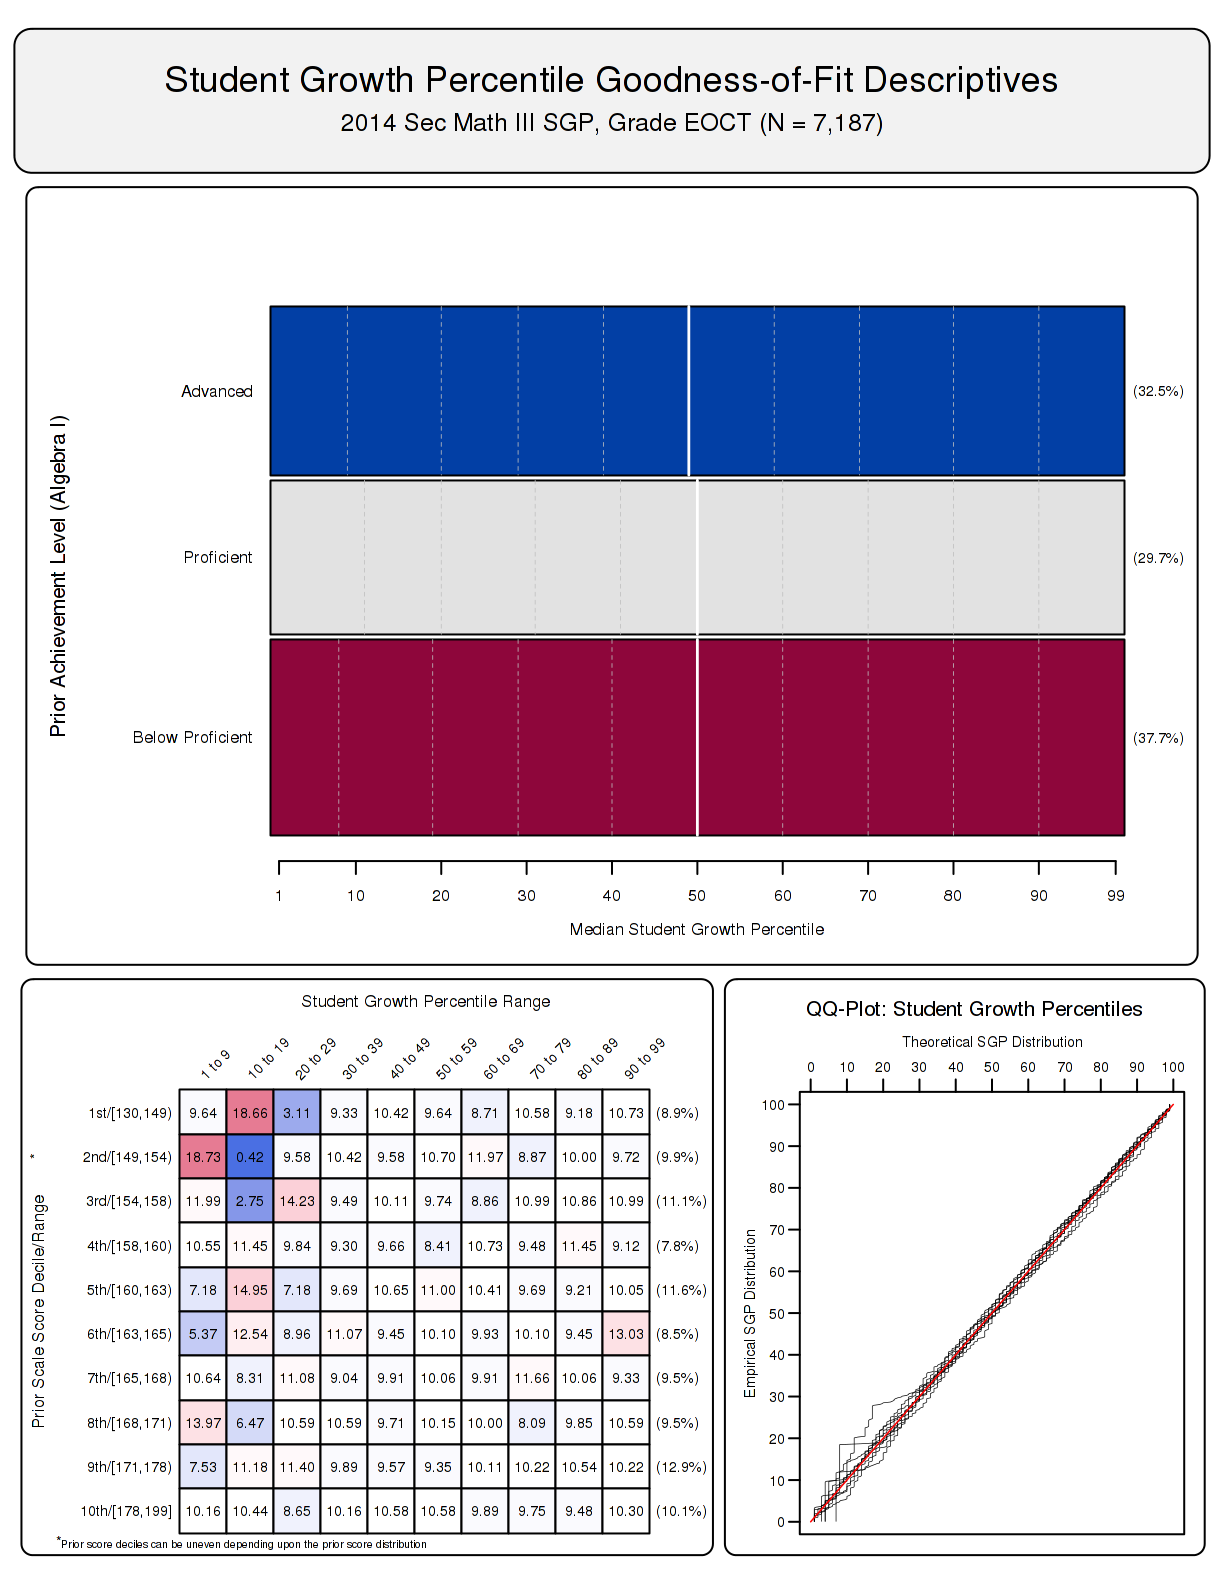 Student Growth Percentile Goodness-of-Fit Descriptives
2014 Sec Math III SGP, Grade EOCT (N = 7,187)
Prior Achievement Level (Algebra I)
Advanced
(32.5%)
Proficient
(29.7%)
Below Proficient
(37.7%)
1 10 20 30 40 50 60 70 80 90 99
Median Student Growth Percentile
Student Growth Percentile Range
1 to 9 10 to 19 20 to 29 30 to 39 40 to 49 50 to 59 60 to 69 70 to 79 80 to 89 90 to 99
* Prior Scale Score Decile/Range
1st/[130,149) 9.64 18.66 3.11 9.33 10.42 9.64 8.71 10.58 9.18 10.73 (8.9%)
2nd/[149,154) 18.73 0.42 9.58 10.42 9.58 10.70 11.97 8.87 10.00 9.72 (9.9%)
3rd/[154,158) 11.99 2.75 14.23 9.49 10.11 9.74 8.86 10.99 10.86 10.99 (11.1%)
4th/[158,160) 10.55 11.45 9.84 9.30 9.66 8.41 10.73 9.48 11.45 9.12 (7.8%)
5th/[160,163) 7.18 14.95 7.18 9.69 10.65 11.00 10.41 9.69 9.21 10.05 (11.6%)
6th/[163,165) 5.37 12.54 8.96 11.07 9.45 10.10 9.93 10.10 9.45 13.03 (8.5%)
7th/[165,168) 10.64 8.31 11.08 9.04 9.91 10.06 9.91 11.66 10.06 9.33 (9.5%)
8th/[168,171) 13.97 6.47 10.59 10.59 9.71 10.15 10.00 8.09 9.85 10.59 (9.5%)
9th/[171,178) 7.53 11.18 11.40 9.89 9.57 9.35 10.11 10.22 10.54 10.22 (12.9%)
10th/[178,199] 10.16 10.44 8.65 10.16 10.58 10.58 9.89 9.75 9.48 10.30 (10.1%)
*Prior score deciles can be uneven depending upon the prior score distribution
QQ-Plot: Student Growth Percentiles
Theoretical SGP Distribution
0 10 20 30 40 50 60 70 80 90 100
Empirical SGP Distribution
100
90
80
70
60
50
40
30
20
10
0